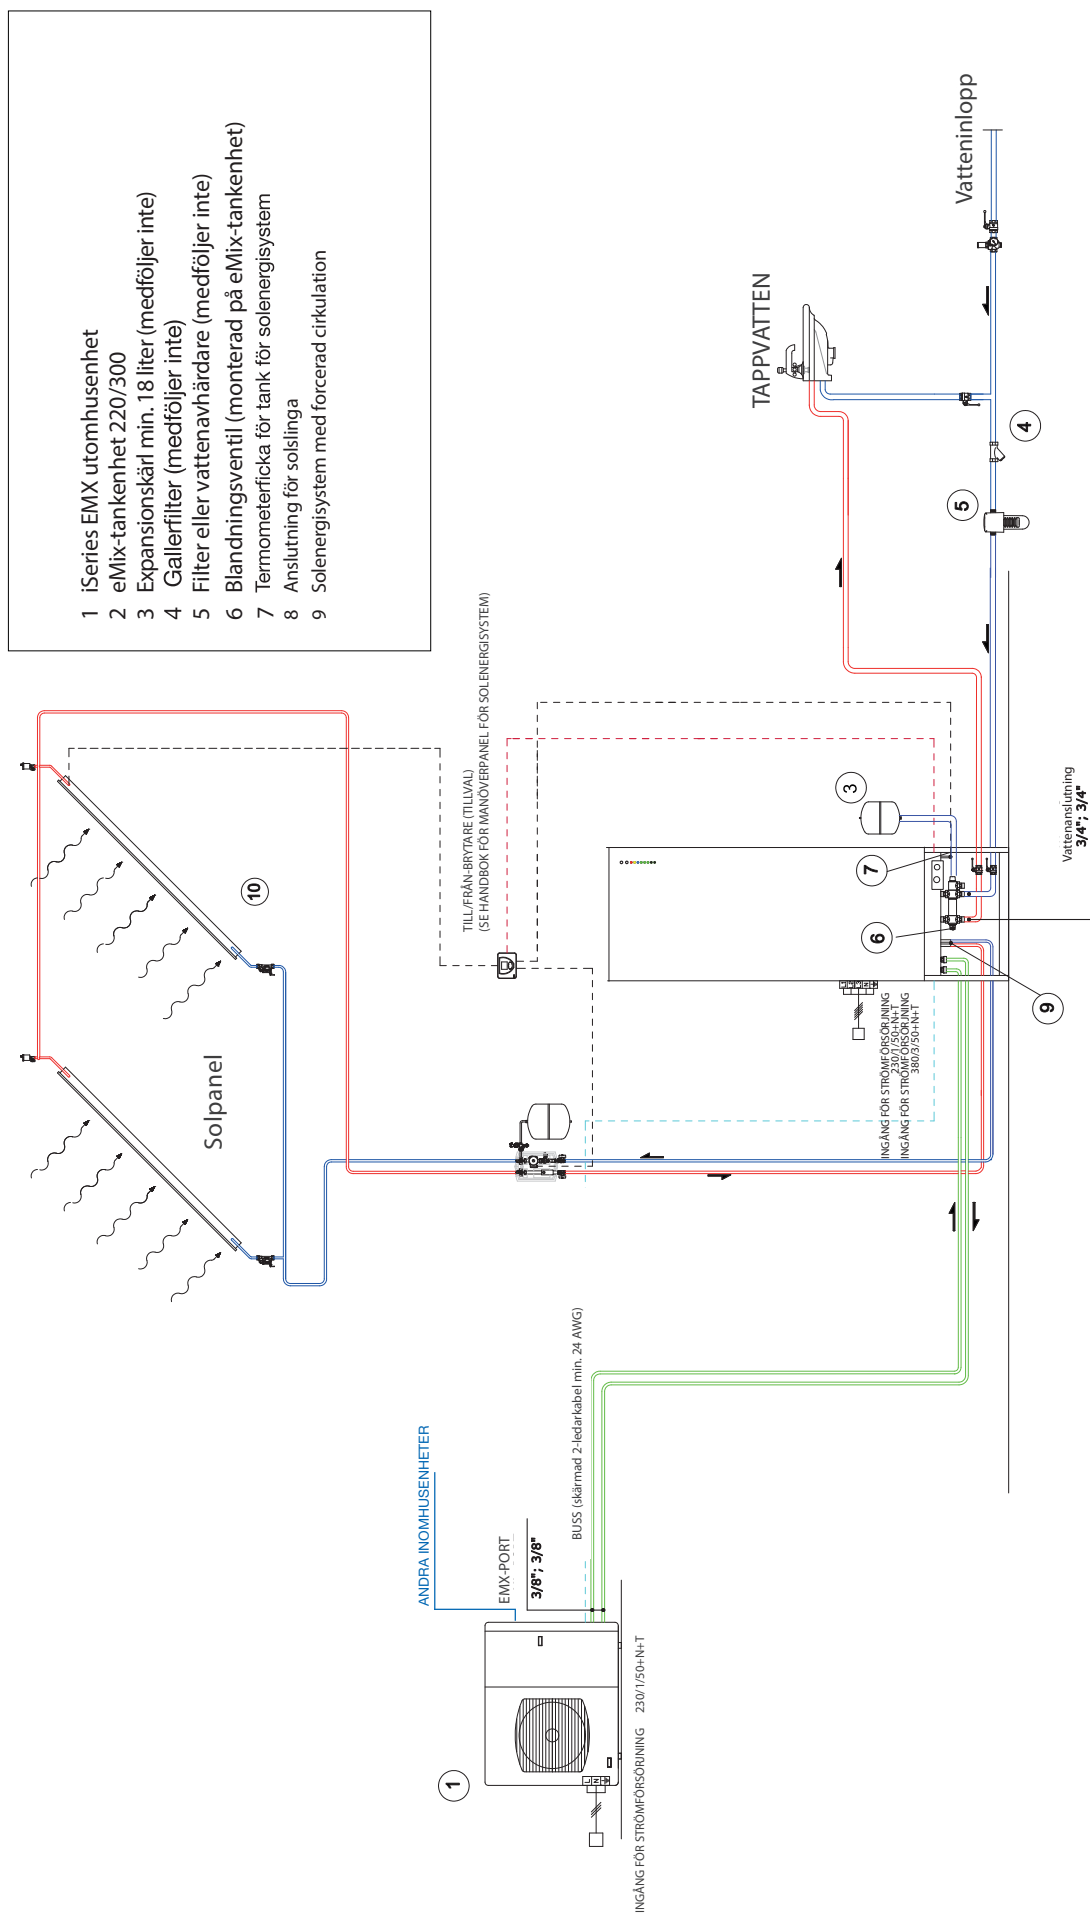 1 iSeries EMX utomhusenhet
2 eMix-tankenhet 220/300
3 Expansionskärl min. 18 liter (medföljer inte)
4 Gallerfilter (medföljer inte)
5 Filter eller vattenavhärdare (medföljer inte)
6 Blandningsventil (monterad på eMix-tankenhet)
7 Termometerficka för tank för solenergisystem
8 Anslutning för solslinga
9 Solenergisystem med forcerad cirkulation
Solpanel
10
TILL/FRÅN-BRYTARE (TILLVAL)
(SE HANDBOK FÖR MANÖVERPANEL FÖR SOLENERGISYSTEM)
TAPPVATTEN
Vatteninlopp
ANDRA INOMHUSENHETER
EMX-PORT
3/8"; 3/8"
BUSS (skärmad 2-ledarkabel min. 24 AWG)
1
L
N
INGÅNG FÖR STRÖMFÖRSÖRJNING 230/1/50+N+T
INGÅNG FÖR STRÖMFÖRSÖRJNING
230/1/50+N+T
INGÅNG FÖR STRÖMFÖRSÖRJNING
380/3/50+N+T
3
7
6
9
5
4
Vattenanslutning
3/4"; 3/4"